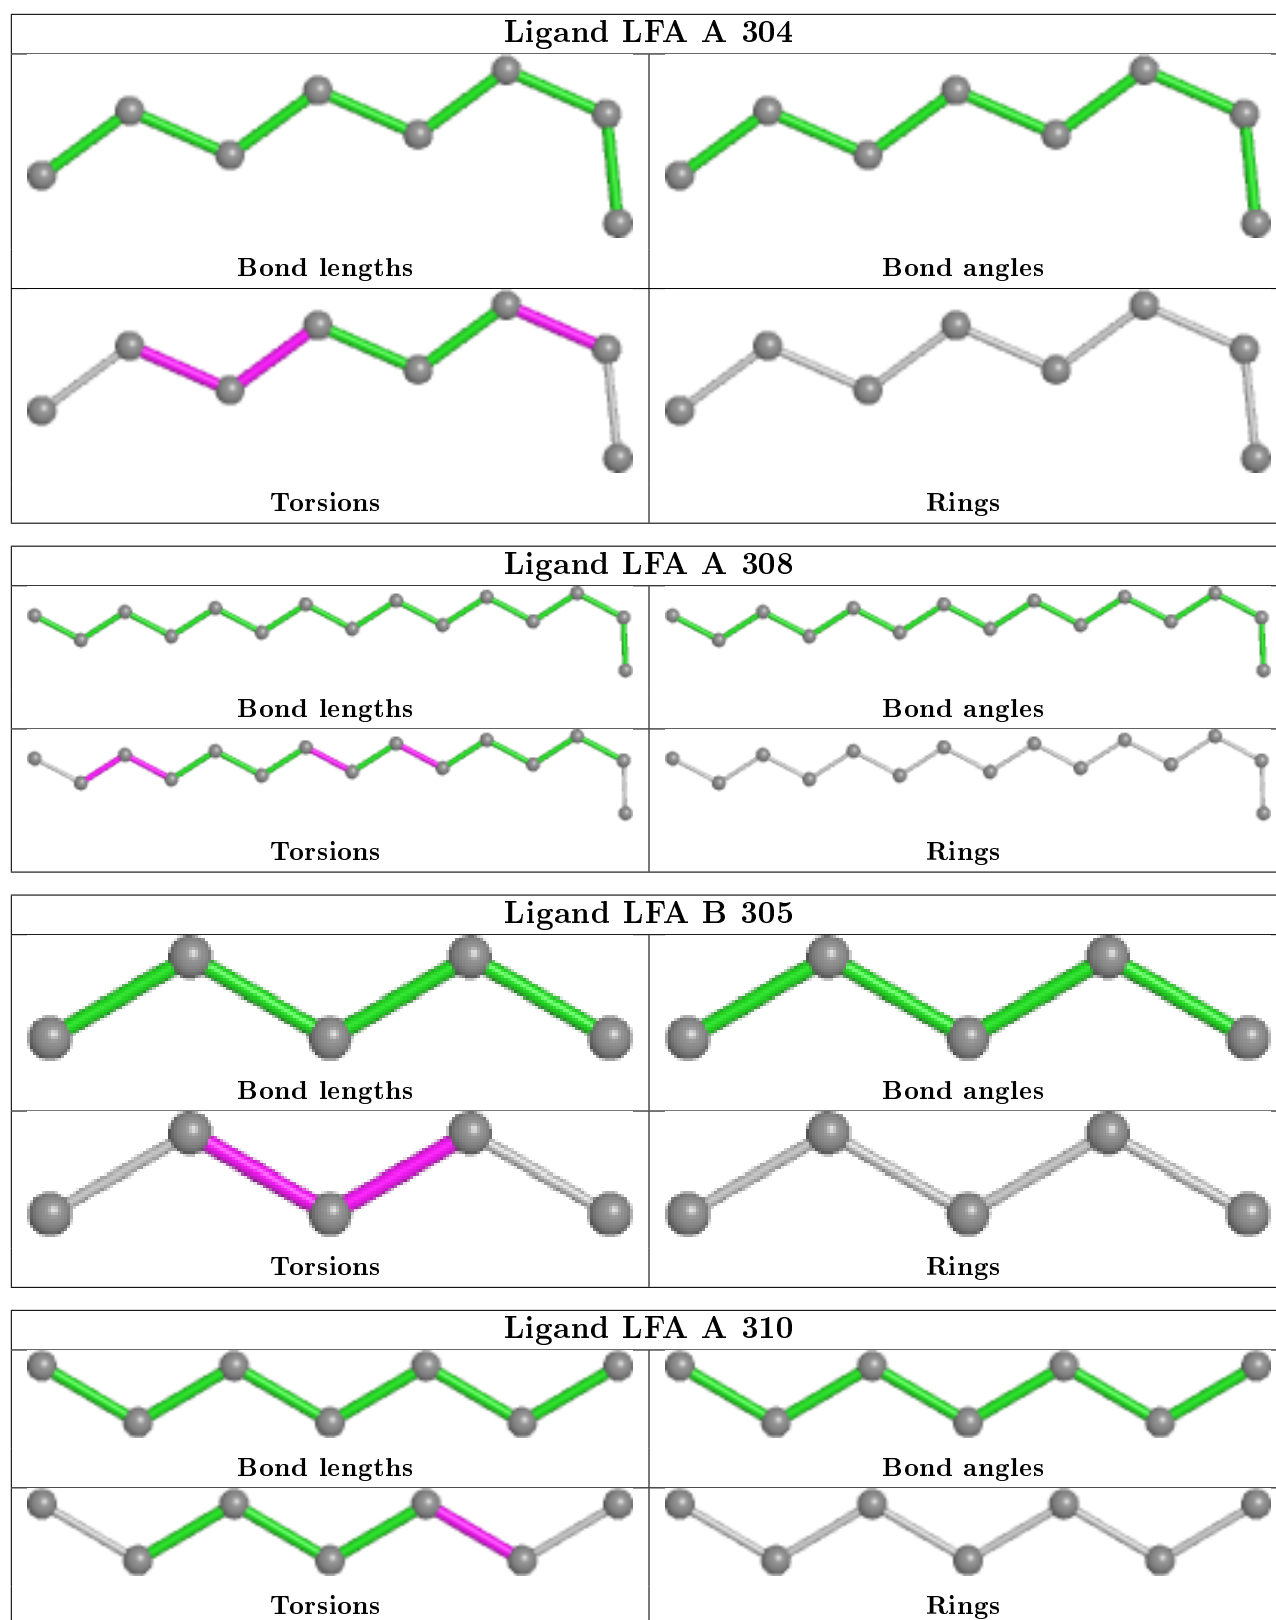 Ligand LFA A 304
Bond lengths
Bond angles
Torsions
Rings
Ligand LFA A 308
Bond lengths
Bond angles
Torsions
Rings
Ligand LFA B 305
Bond lengths
Bond angles
Torsions
Rings
Ligand LFA A 310
Bond lengths
Bond angles
Torsions
Rings